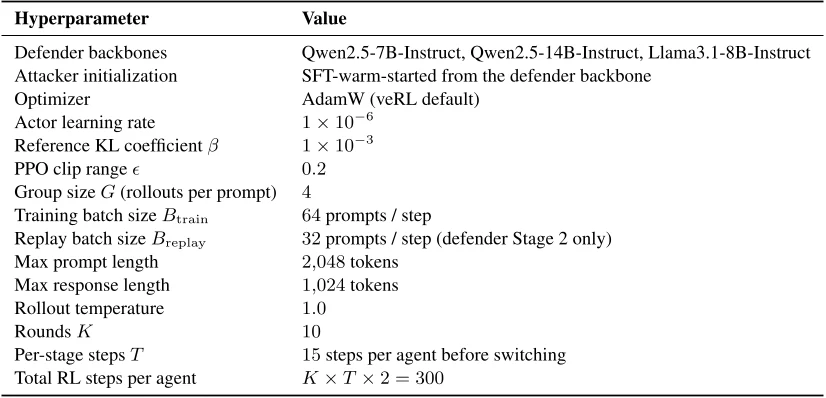 Hyperparameter Value
Defender backbones Qwen2.5-7B-Instruct, Qwen2.5-14B-Instruct, Llama3.1-8B-Instruct
Attacker initialization SFT-warm-started from the defender backbone
Optimizer AdamW (veRL default)
Actor learning rate 1 × 10⁻⁶
Reference KL coefficient β 1 × 10⁻³
PPO clip range ϵ 0.2
Group size G (rollouts per prompt) 4
Training batch size B_train 64 prompts / step
Replay batch size B_replay 32 prompts / step (defender Stage 2 only)
Max prompt length 2,048 tokens
Max response length 1,024 tokens
Rollout temperature 1.0
Rounds K 10
Per-stage steps T 15 steps per agent before switching
Total RL steps per agent K × T × 2 = 300